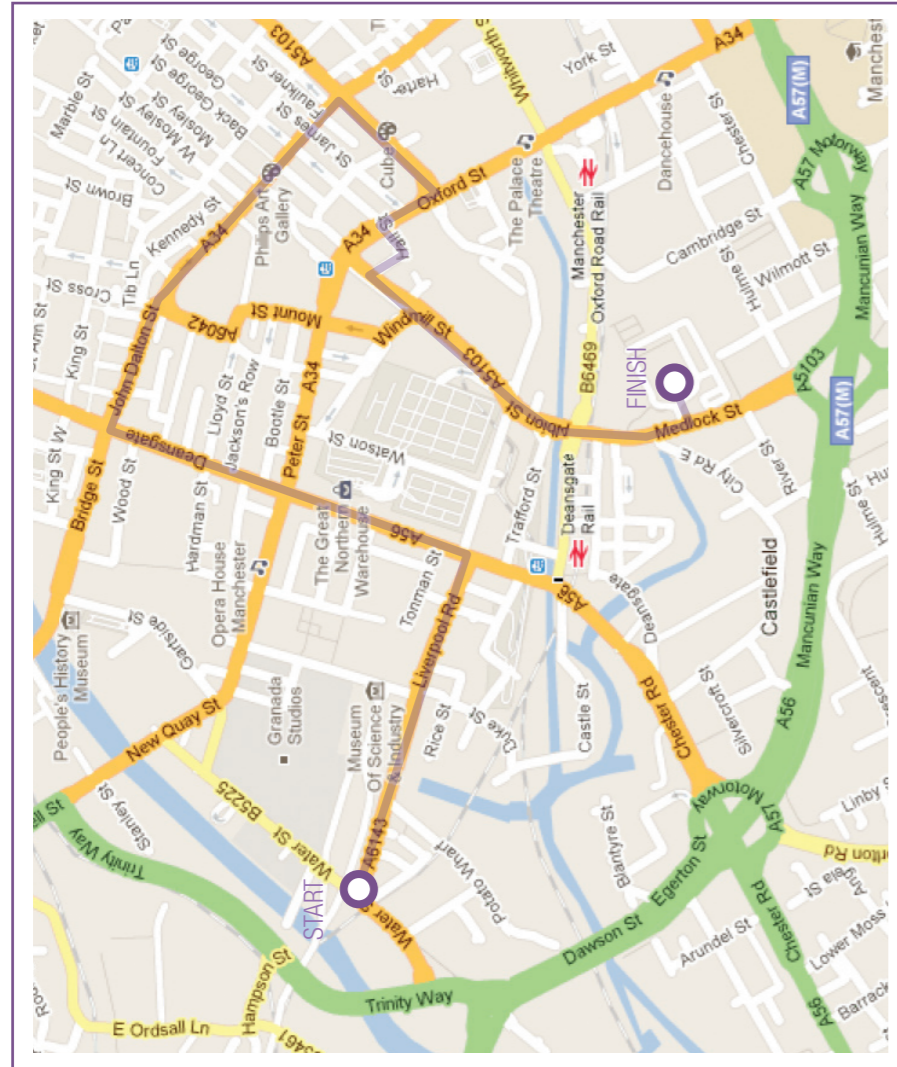 A5103
Marble St
George St
Back George St
Mosley St
W Mosley St
Fountain St
Concert Ln
Brown St
Faulkner St
St James St
Cube
Whitworth
York St
A34
Manchest
Chester St
Dancehouse
A57(M)
A57 Motorway
Oxford St
The Palace
Theatre
Manchester
Oxford Road Rail
Cambridge St
Hulme St
Wilmott St
Mancunian Way
Kennedy St
Philips Art
Gallery
A34
A34
Cross St
Tib Ln
King St
St Ann St
John Dalton St
A6042
Mount St
Windmill St
A5103
Albion St
B6469
FINISH
Medlock St
A5103
A57(M)
King St W
Bridge St
Wood St
Deansgate
Lloyd St
Jackson's Row
Bootle St
A34
Peter St
Watson St
City Rd E
River St
Hulme St
Hardman St
Opera House
Manchester
The Great
Northern
Warehouse
A56
Trafford St
Deansgate
Rail
Castlefield
Mancunian Way
People's History
Museum
Gartside St
Tonman St
Liverpool Rd
A56
Deansgate
New Quay St
Granada
Studios
Museum
Of Science
& Industry
Rice St
Duke St
Castle St
Chester Rd
Silvercroft St
A56
Stanley St
B5225
Water St
A6143
Potato Wharf
Blantyre St
A57 Motorway
Linby St
Trinity Way
START
Water S
Egerton St
Dawson St
Arundel St
Chester Rd
Angela St
Lower Moss
Hampson St
Trinity Way
E Ordsall Ln
A56
Barrack